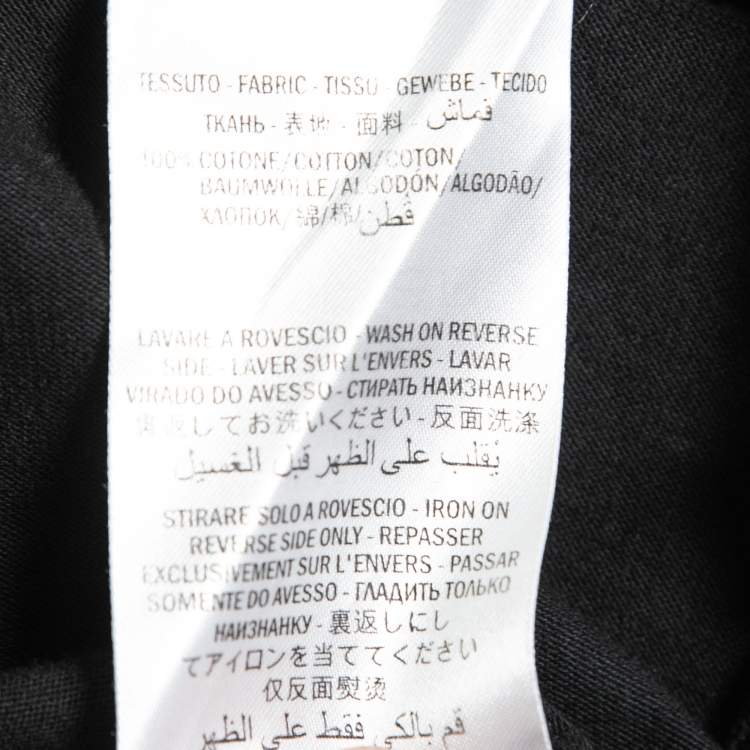 TESSUTO - FABRIC - TISSU - GEWEBE - TECIDO
ТКАНЬ - 表地 - 面料 - قماش
100% COTONE/COTTON/COTON/
BAUMWOLLE/ALGODÓN/ALGODÃO/
ХЛОПОК/ 綿/棉/ قُطن
LAVARE A ROVESCIO - WASH ON REVERSE
SIDE - LAVER SUR L'ENVERS - LAVAR
VIRADO DO AVESSO - СТИРАТЬ НАИЗНАНКУ
裏返してお洗いください - 反面洗涤
يُقلب على الظهر قبل الغسيل
STIRARE SOLO A ROVESCIO - IRON ON
REVERSE SIDE ONLY - REPASSER
EXCLUSIVEMENT SUR L'ENVERS - PASSAR
SOMENTE DO AVESSO - ГЛАДИТЬ ТОЛЬКО
НАИЗНАНКУ - 裏返しにし
てアイロンを当ててください
仅反面熨烫
قم بالكي فقط على الظهر